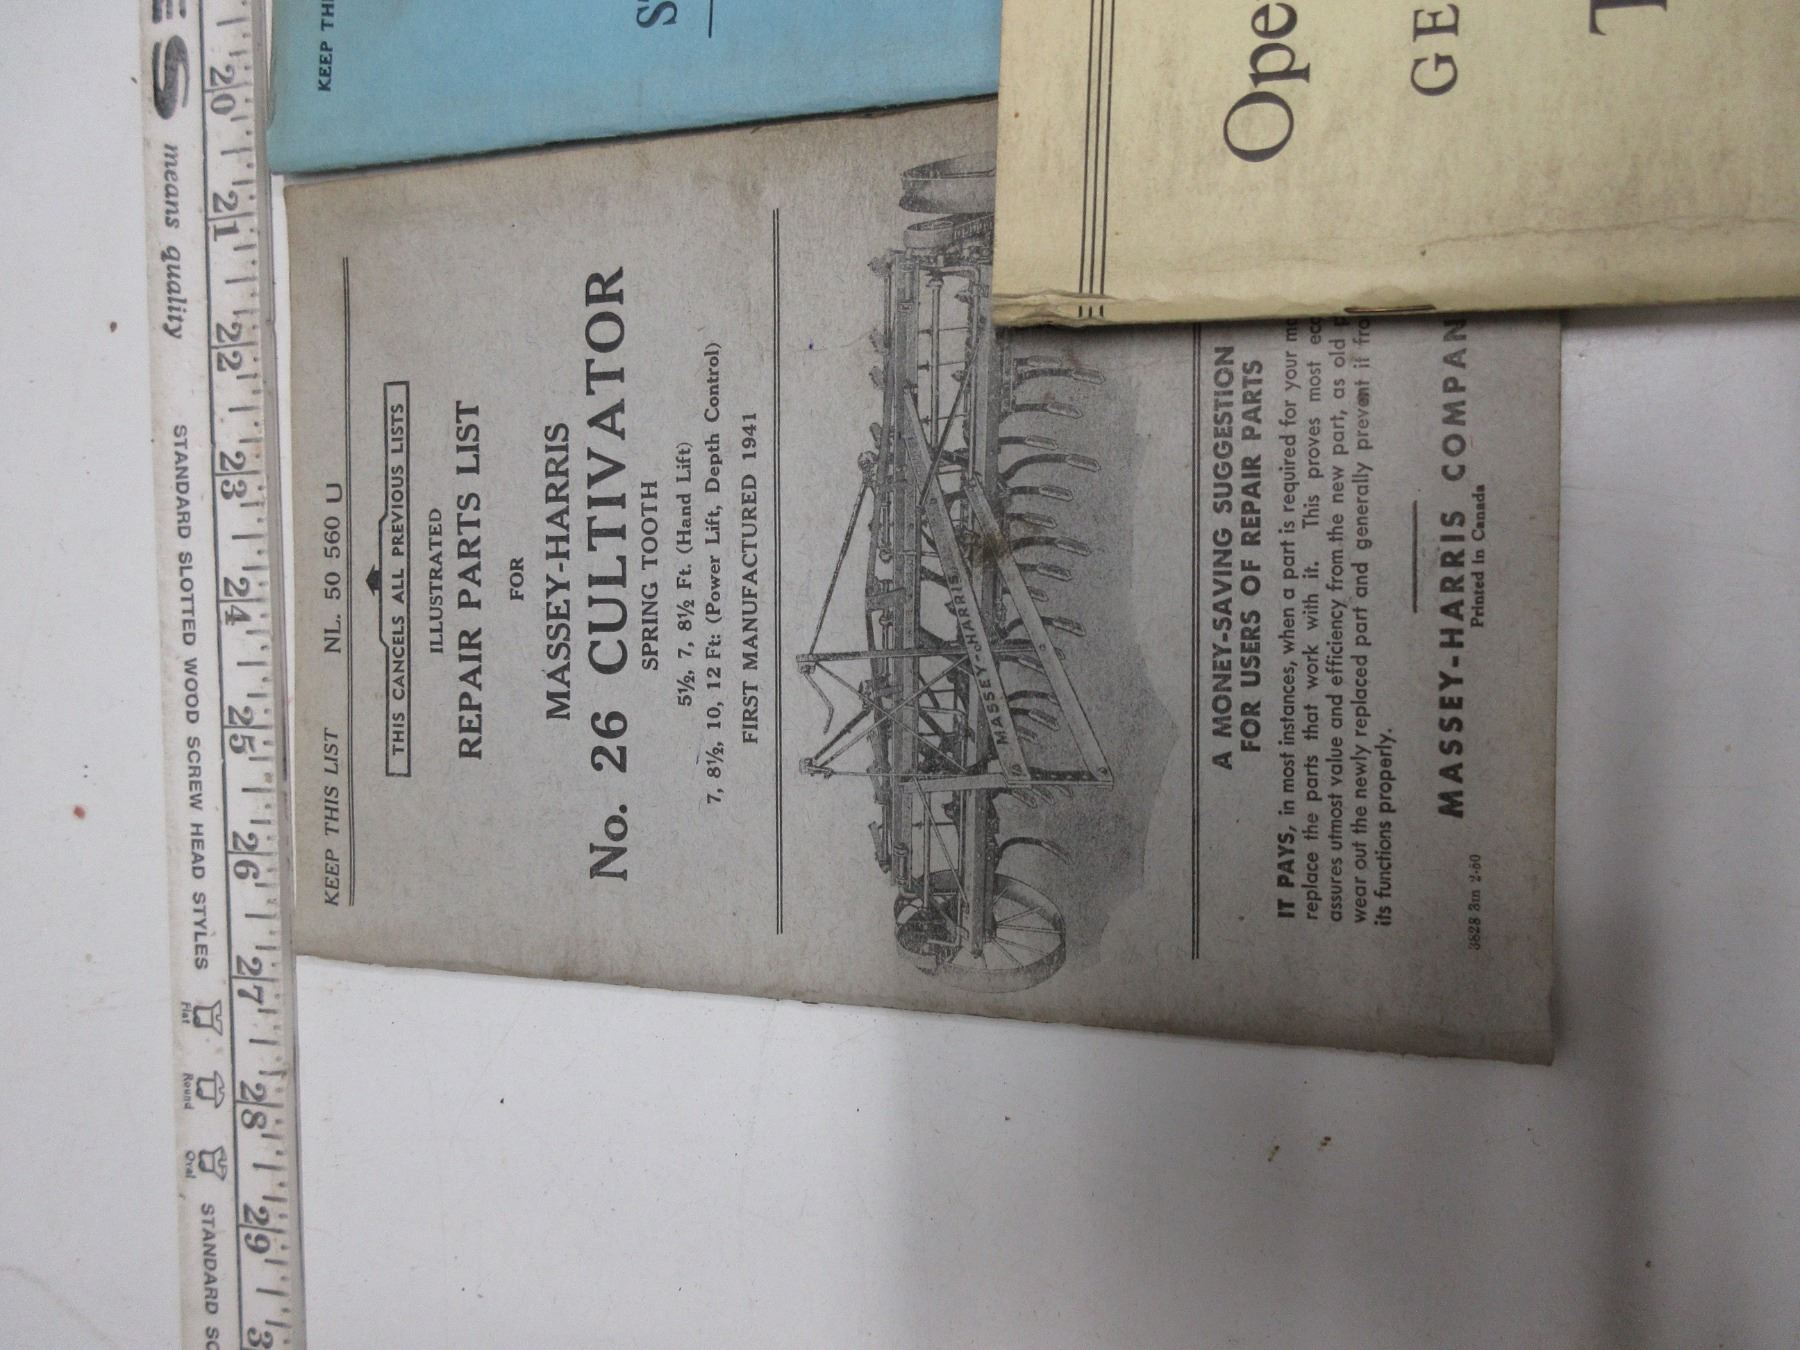 KEEP THIS LIST NL. 50 560 U
THIS CANCELS ALL PREVIOUS LISTS
ILLUSTRATED
REPAIR PARTS LIST
FOR
MASSEY-HARRIS
No. 26 CULTIVATOR
SPRING TOOTH
5½, 7, 8½ Ft. (Hand Lift)
7, 8½, 10, 12 Ft: (Power Lift, Depth Control)
FIRST MANUFACTURED 1941
MASSEY-HARRIS
A MONEY-SAVING SUGGESTION
FOR USERS OF REPAIR PARTS
IT PAYS, in most instances, when a part is required for your
replace the parts that work with it. This proves most
assures utmost value and efficiency from the new part, as old
wear out the newly replaced part and generally prevent it
its functions properly.
MASSEY-HARRIS COMPAN
Printed in Canada
3828 3m 2-60
KEEP
Ope
GE
T
means quality
STANDARD SLOTTED WOOD SCREW HEAD STYLES
Flat
Round
Oval
STANDARD
20 21 22 23 24 25 26 27 28 29